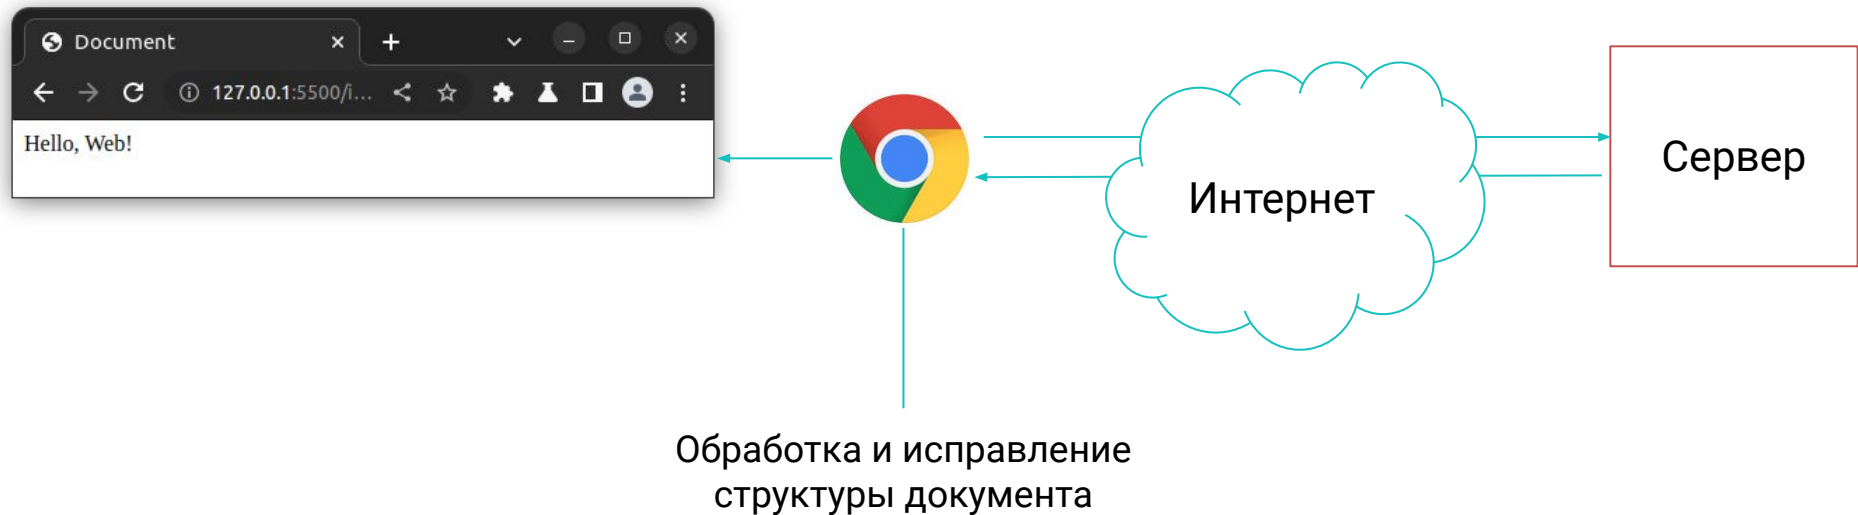 Document
127.0.0.1:5500/i...
Hello, Web!
Интернет
Сервер
Обработка и исправление
структуры документа